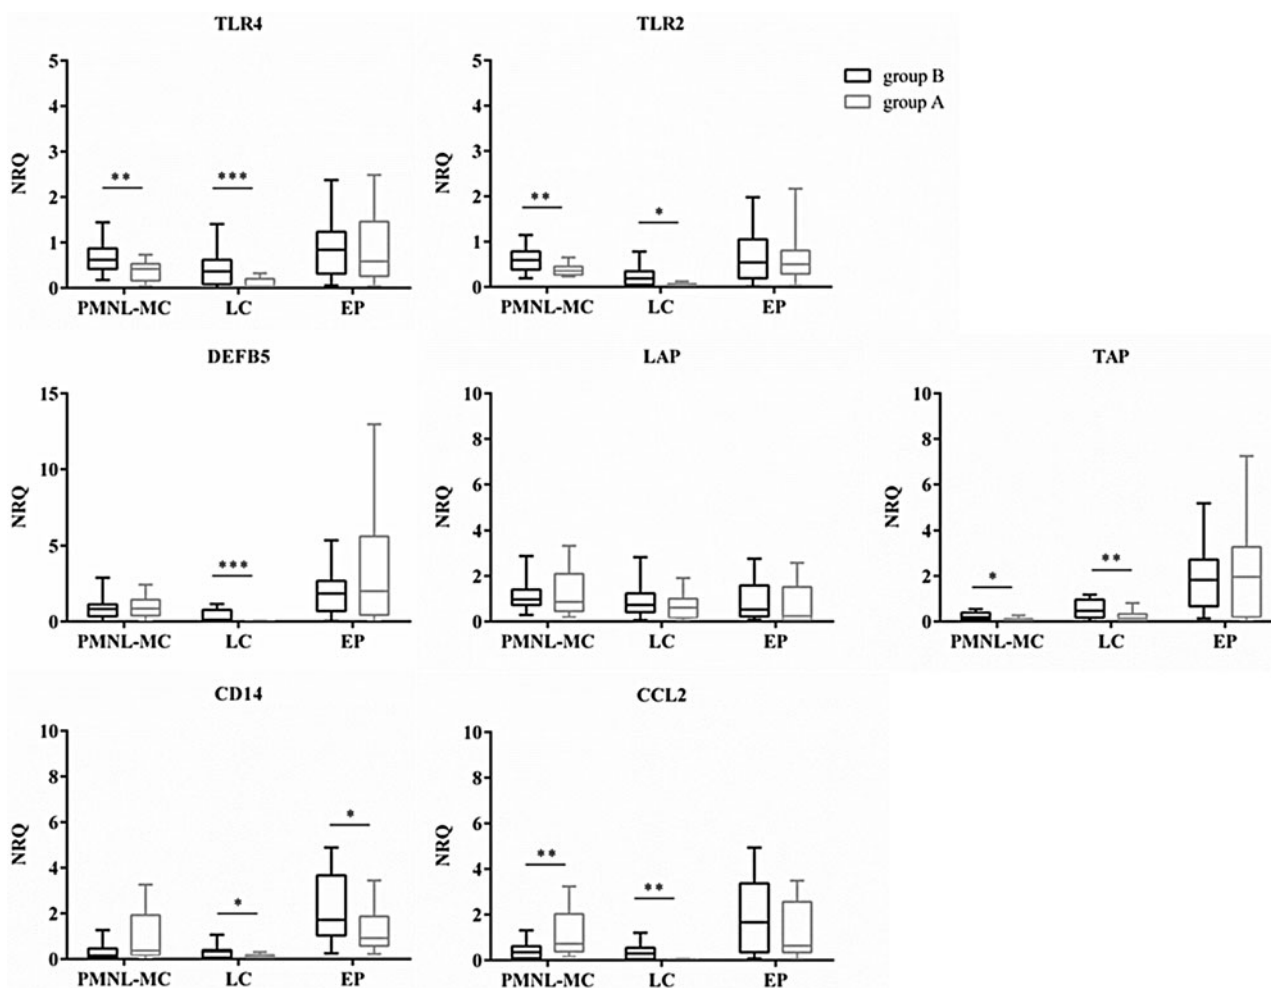 TLR4
5
4
3
2
1
0
NRQ
**
***
PMNL-MC LC EP
TLR2
5
4
3
2
1
0
NRQ
**
*
PMNL-MC LC EP
group B
group A
DEFB5
15
10
5
0
NRQ
***
PMNL-MC LC EP
LAP
10
8
6
4
2
0
NRQ
PMNL-MC LC EP
TAP
10
8
6
4
2
0
NRQ
*
**
PMNL-MC LC EP
CD14
10
8
6
4
2
0
NRQ
*
*
PMNL-MC LC EP
CCL2
10
8
6
4
2
0
NRQ
**
**
PMNL-MC LC EP